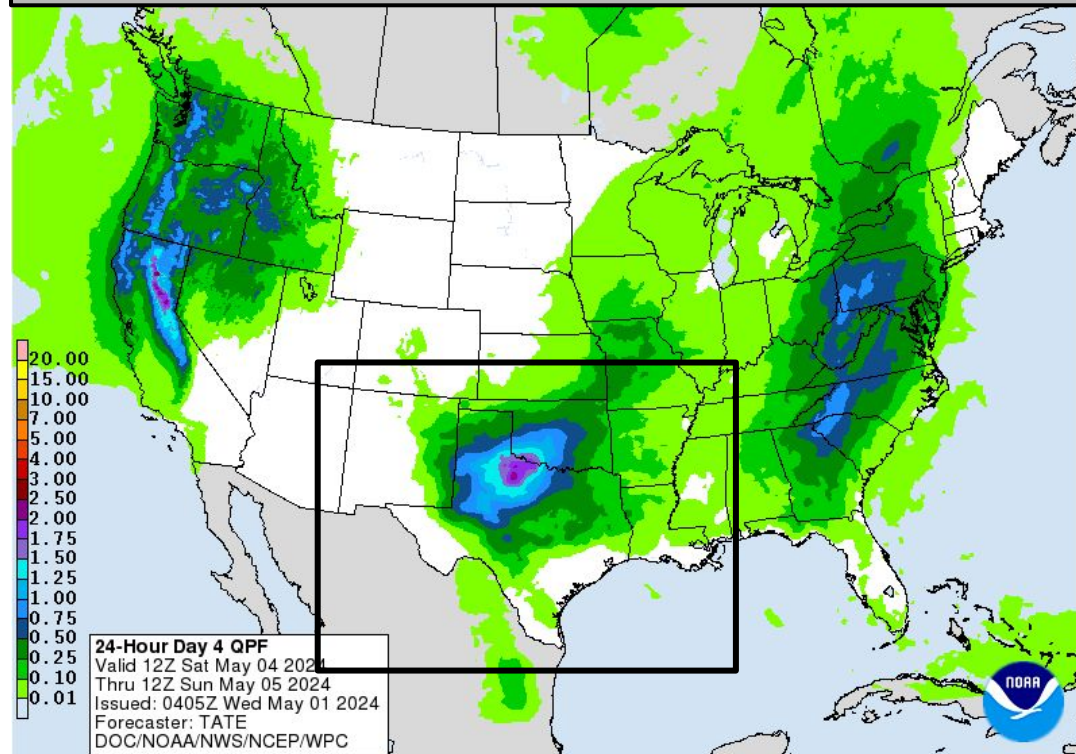 20.00
15.00
10.00
7.00
5.00
4.00
3.00
2.50
2.00
1.75
1.50
1.25
1.00
0.75
0.50
0.25
0.10
0.01
24-Hour Day 4 QPF
Valid 12Z Sat May 04 2024
Thru 12Z Sun May 05 2024
Issued: 0405Z Wed May 01 2024
Forecaster: TATE
DOC/NOAA/NWS/NCEP/WPC
NOAA